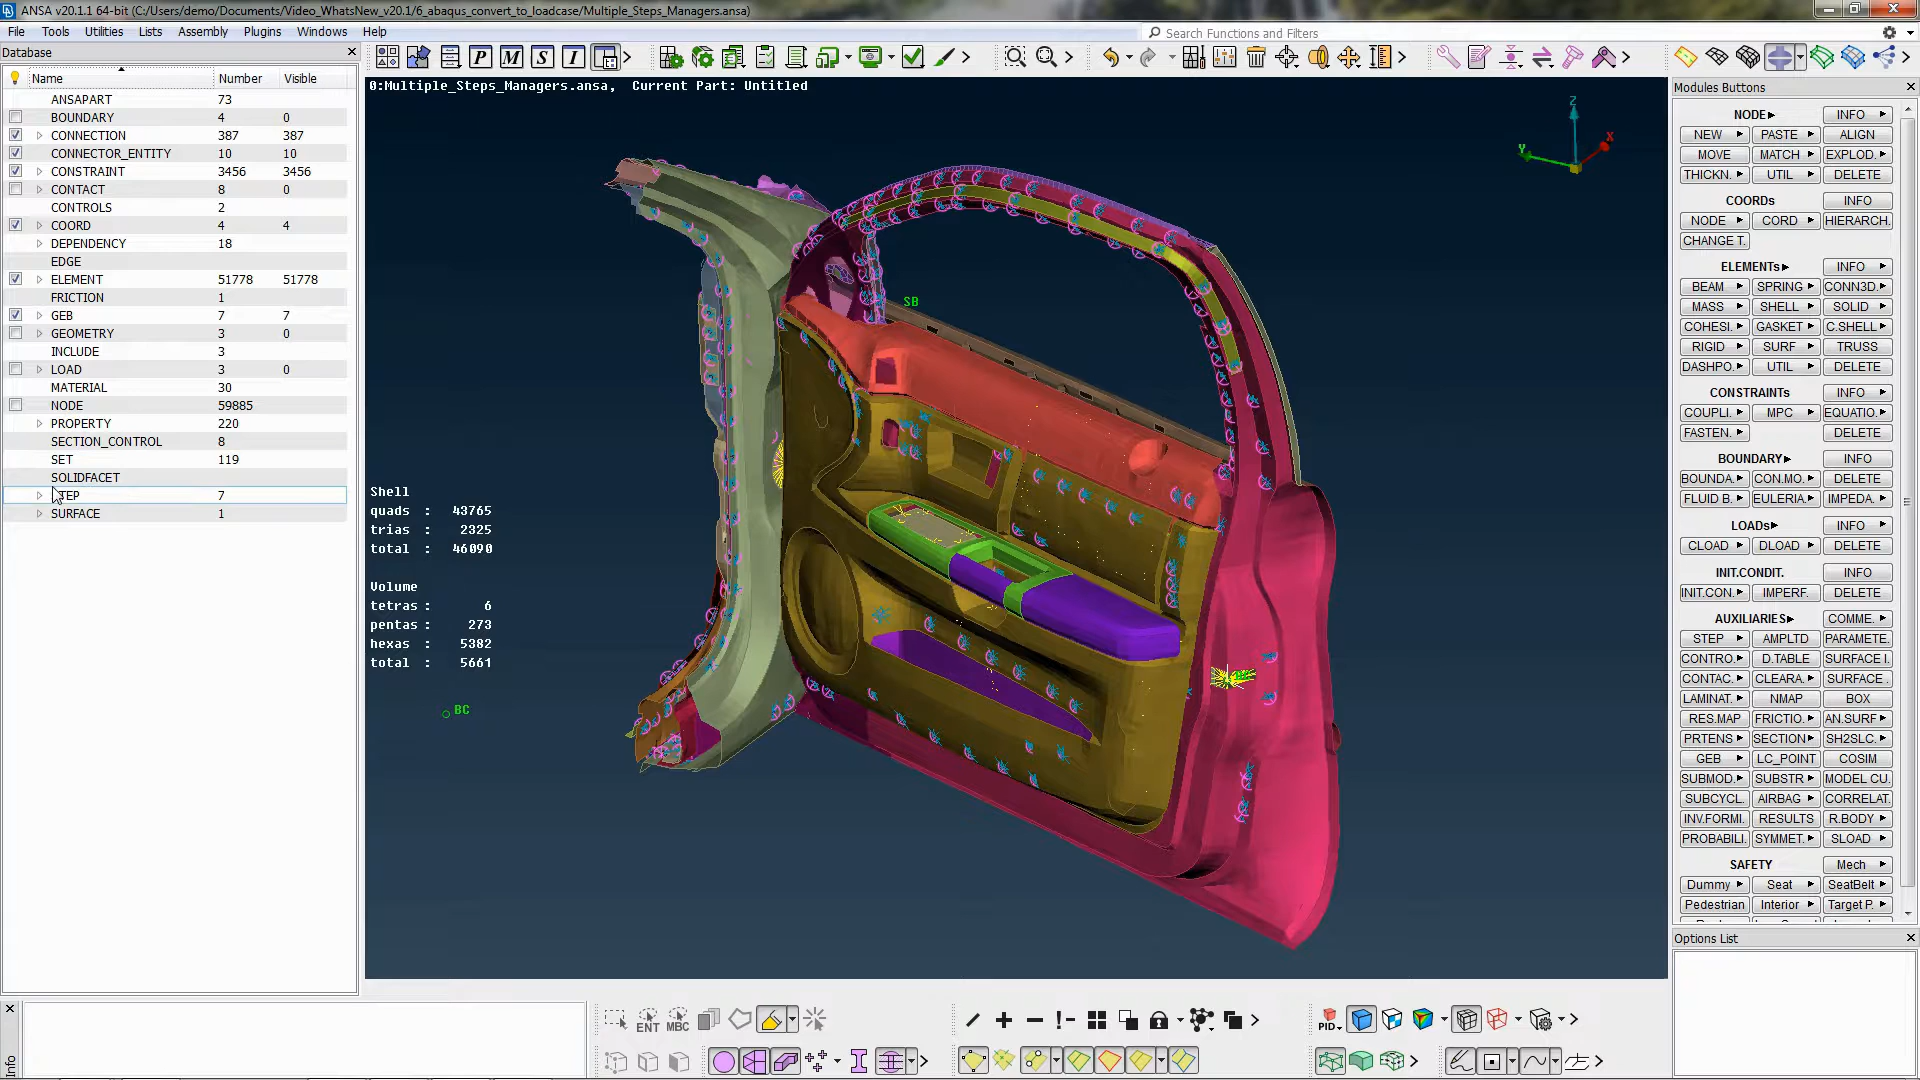 ANSA v20.1.1 64-bit (C:/Users/demo/Documents/Video_WhatsNew_v20.1/6_abaqus_convert_to_loadcase/Multiple_Steps_Managers.ansa)
File Tools Utilities Lists Assembly Plugins Windows Help
Search Functions and Filters
Database
P M S I
Name Number Visible
ANSAPART 73
BOUNDARY 4 0
CONNECTION 387 387
CONNECTOR_ENTITY 10 10
CONSTRAINT 3456 3456
CONTACT 8 0
CONTROLS 2
COORD 4 4
DEPENDENCY 18
EDGE
ELEMENT 51778 51778
FRICTION 1
GEB 7 7
GEOMETRY 3 0
INCLUDE 3
LOAD 3 0
MATERIAL 30
NODE 59885
PROPERTY 220
SECTION_CONTROL 8
SET 119
SOLIDFACET
TEP 7
SURFACE 1
0:Multiple_Steps_Managers.ansa, Current Part: Untitled
Z
Y
X
SB
BC
Shell
quads : 43765
trias : 2325
total : 46090
Volume
tetras : 6
pentas : 273
hexas : 5382
total : 5661
Modules Buttons
NODE INFO
NEW PASTE ALIGN
MOVE MATCH EXPLOD.
THICKN. UTIL DELETE
COORDs INFO
NODE CORD HIERARCH.
CHANGE T.
ELEMENTs INFO
BEAM SPRING CONN3D.
MASS SHELL SOLID
COHESI. GASKET C.SHELL
RIGID SURF TRUSS
DASHPO. UTIL DELETE
CONSTRAINTs INFO
COUPLI. MPC EQUATIO.
FASTEN. DELETE
BOUNDARY INFO
BOUNDA. CON.MO. DELETE
FLUID B. EULERIA. IMPEDA.
LOADs INFO
CLOAD DLOAD DELETE
INIT.CONDIT. INFO
INIT.CON. IMPERF. DELETE
AUXILIARIEs COMME.
STEP AMPLTD PARAMETE.
CONTRO. D.TABLE SURFACE I.
CONTAC. CLEARA. SURFACE .
LAMINAT. NMAP BOX
RES.MAP FRICTIO. AN.SURF
PRTENS SECTION SH2SLC.
GEB LC_POINT COSIM
SUBMOD. SUBSTR MODEL CU.
SUBCYCL. AIRBAG CORRELAT.
INV.FORMI. RESULTS R.BODY
PROBABILI. SYMMET. SLOAD
SAFETY Mech
Dummy Seat SeatBelt
Pedestrian Interior Target P.
Options List
Info
ENT MBC
PID